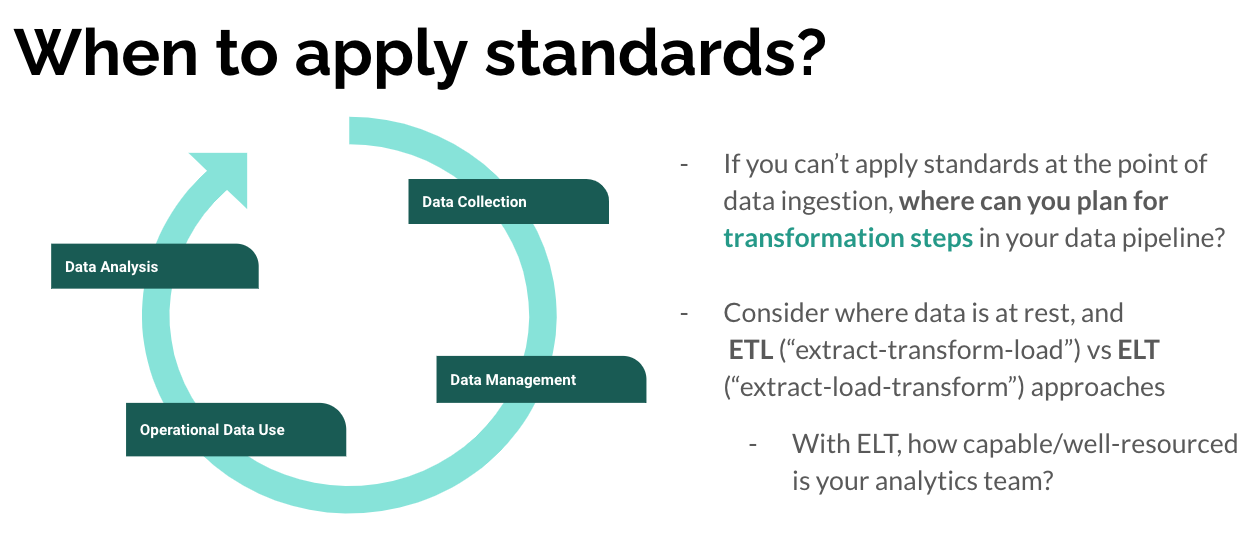 When to apply standards?
Data Collection
Data Analysis
Data Management
Operational Data Use
- If you can’t apply standards at the point of
data ingestion, where can you plan for
transformation steps in your data pipeline?
- Consider where data is at rest, and
ETL (“extract-transform-load”) vs ELT
(“extract-load-transform”) approaches
- With ELT, how capable/well-resourced
is your analytics team?